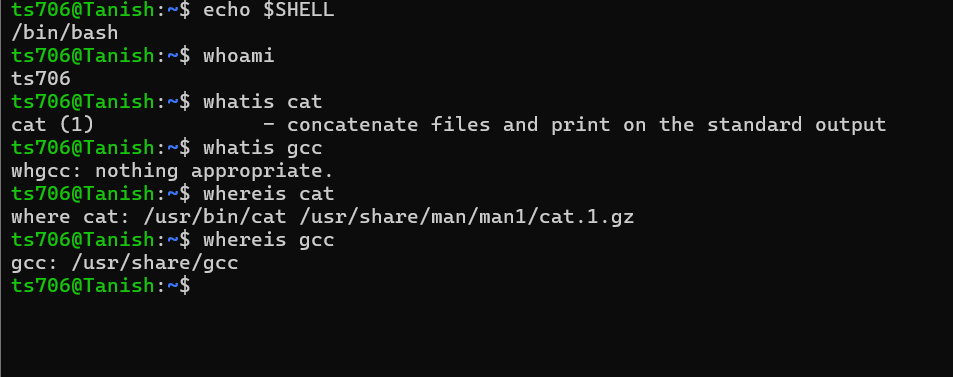 ts706@Tanish:~$ echo $SHELL
/bin/bash
ts706@Tanish:~$ whoami
ts706
ts706@Tanish:~$ whatis cat
cat (1)              - concatenate files and print on the standard output
ts706@Tanish:~$ whatis gcc
whgcc: nothing appropriate.
ts706@Tanish:~$ whereis cat
where cat: /usr/bin/cat /usr/share/man/man1/cat.1.gz
ts706@Tanish:~$ whereis gcc
gcc: /usr/share/gcc
ts706@Tanish:~$